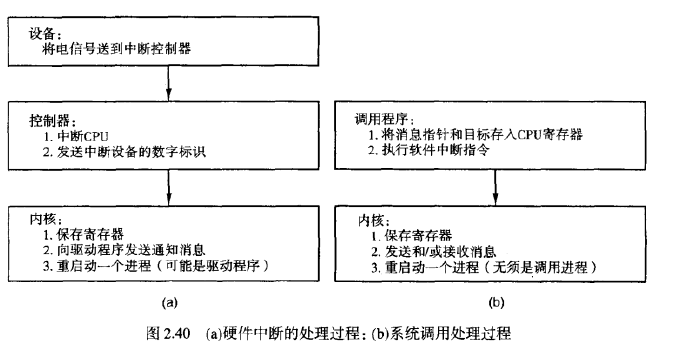 设备：
将电信号送到中断控制器
控制器：
1. 中断CPU
2. 发送中断设备的数字标识
内核：
1. 保存寄存器
2. 向驱动程序发送通知消息
3. 重启动一个进程（可能是驱动程序）
(a)
调用程序：
1. 将消息指针和目标存入CPU寄存器
2. 执行软件中断指令
内核：
1. 保存寄存器
2. 发送和/或接收消息
3. 重启动一个进程（无须是调用进程）
(b)
图 2.40 (a)硬件中断的处理过程；(b)系统调用处理过程